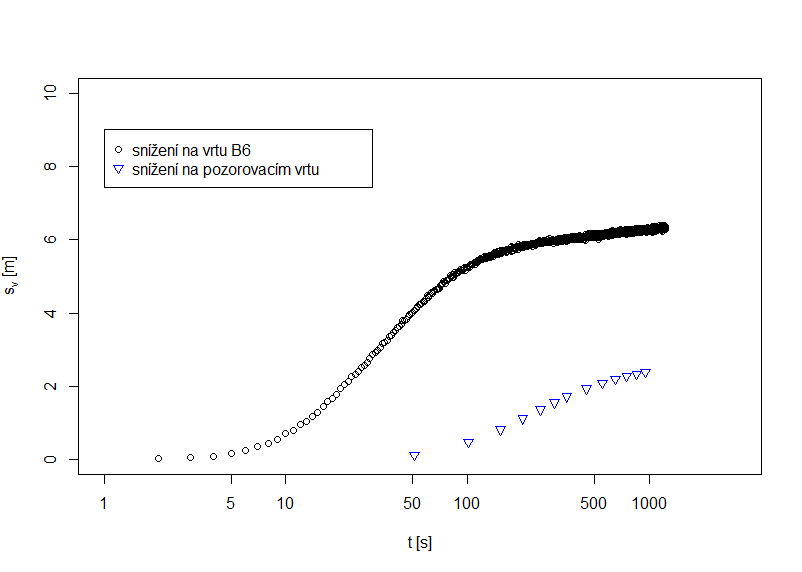 10
8
6
4
2
0
s_v [m]
snížení na vrtu B6
snížení na pozorovacím vrtu
1 5 10 50 100 500 1000
t [s]